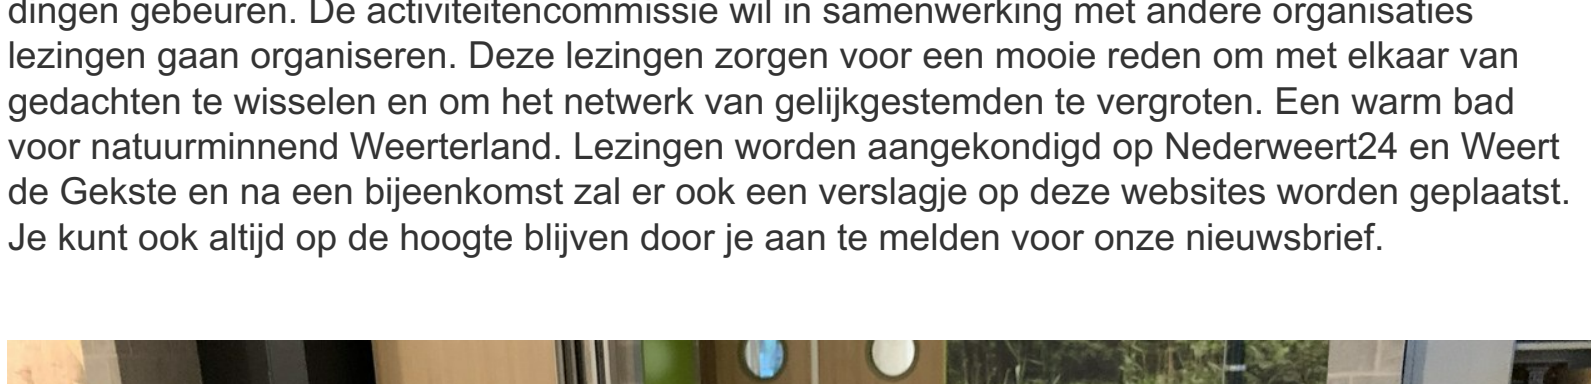 dingen gebeuren. De activiteitencommissie wil in samenwerking met andere organisaties
lezingen gaan organiseren. Deze lezingen zorgen voor een mooie reden om met elkaar van
gedachten te wisselen en om het netwerk van gelijkgestemden te vergroten. Een warm bad
voor natuurminnend Weerterland. Lezingen worden aangekondigd op Nederweert24 en Weert
de Gekste en na een bijeenkomst zal er ook een verslagje op deze websites worden geplaatst.
Je kunt ook altijd op de hoogte blijven door je aan te melden voor onze nieuwsbrief.